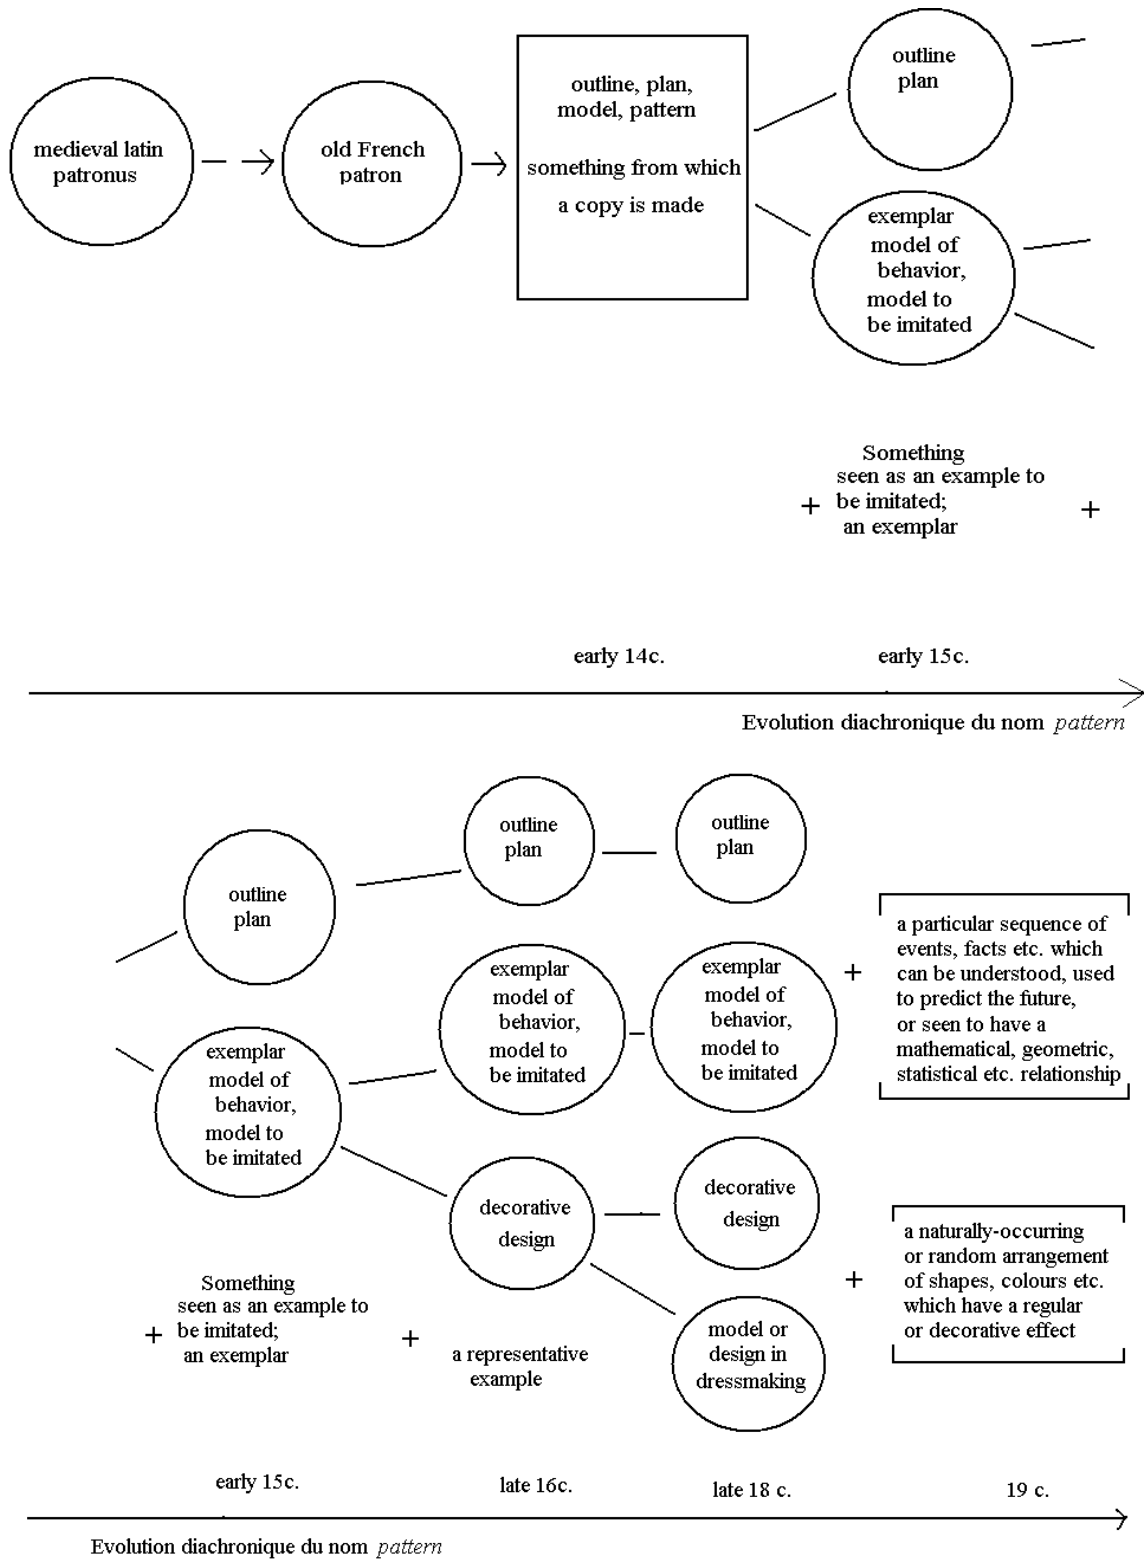 medieval latin
patronus
old French
patron
outline, plan,
model, pattern
something from which
a copy is made
outline
plan
exemplar
model of
behavior,
model to
be imitated
+
Something
seen as an example to
be imitated;
an exemplar
+
early 14c.
early 15c.
Evolution diachronique du nom pattern
outline
plan
exemplar
model of
behavior,
model to
be imitated
+
Something
seen as an example to
be imitated;
an exemplar
+
outline
plan
exemplar
model of
behavior,
model to
be imitated
decorative
design
a representative
example
outline
plan
exemplar
model of
behavior,
model to
be imitated
decorative
design
model or
design in
dressmaking
+
a particular sequence of
events, facts etc. which
can be understood, used
to predict the future,
or seen to have a
mathematical, geometric,
statistical etc. relationship
+
a naturally-occurring
or random arrangement
of shapes, colours etc.
which have a regular
or decorative effect
early 15c.
late 16c.
late 18 c.
19 c.
Evolution diachronique du nom pattern